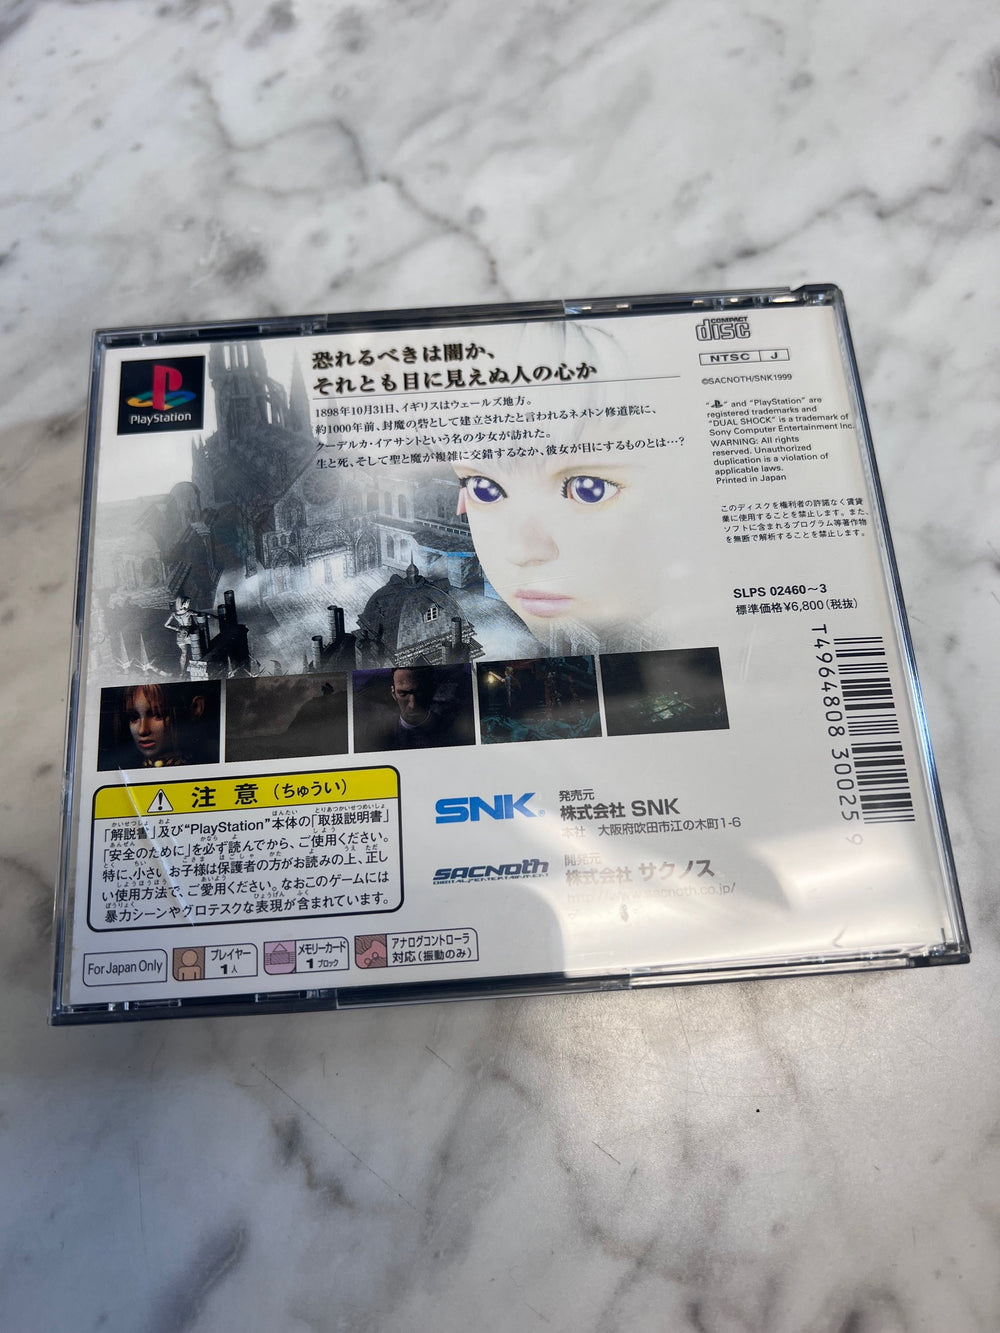 PlayStation
恐れるべきは闇か、
それとも目に見えぬ人の心か
1898年10月31日、イギリスはウェールズ地方。
約1000年前、封魔の砦として建立されたと言われるネメトン修道院に、
クーデルカ・イアサントという名の少女が訪れた。
生と死、そして聖と魔が複雑に交錯するなか、彼女が目にするものとは…?
COMPACT
disc
NTSC J
©SACNOTH/SNK1999
" " and "PlayStation" are
registered trademarks and
"DUAL SHOCK" is a trademark of
Sony Computer Entertainment Inc.
WARNING: All rights
reserved. Unauthorized
duplication is a violation of
applicable laws.
Printed in Japan
このディスクを権利者の許諾なく賃貸
業に使用することを禁止します。また、
ソフトに含まれるプログラム等著作物
を無断で解析することを禁止します。
SLPS 02460〜3
標準価格¥6,800(税抜)
T4964808 300259
注意(ちゅうい)
「解説書」及び"PlayStation"本体の「取扱説明書」
「安全のために」を必ず読んでから、ご使用ください。
特に、小さいお子様は保護者の方がお読みの上、正し
い使用方法で、ご愛用ください。なおこのゲームには
暴力シーンやグロテスクな表現が含まれています。
SNK
発売元
株式会社 SNK
本社 大阪府吹田市江の木町1-6
SACNOTH
DIGITAL ENTERTAINMENT
開発元
株式会社 サクノス
http://www.sacnoth.co.jp/
For Japan Only
プレイヤー
1人
メモリーカード
1ブロック
アナログコントローラ
対応(振動のみ)